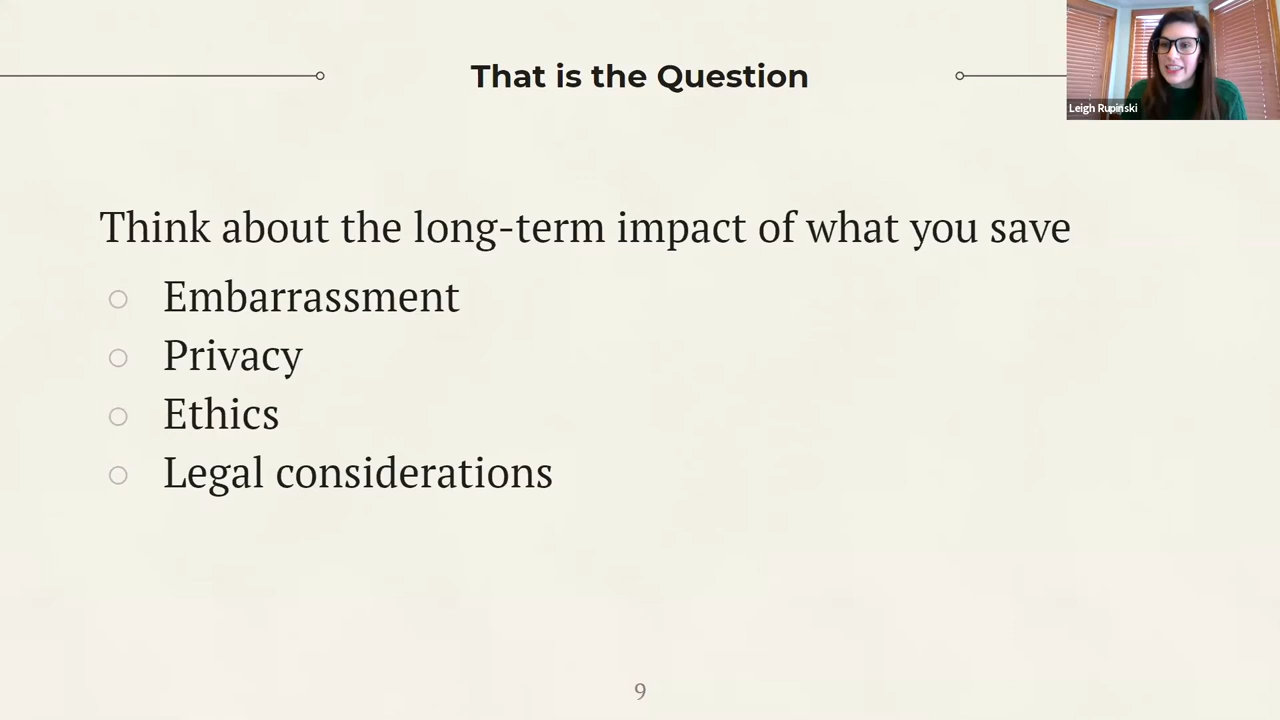 That is the Question
Leigh Rupinski
Think about the long-term impact of what you save
Embarrassment
Privacy
Ethics
Legal considerations
9